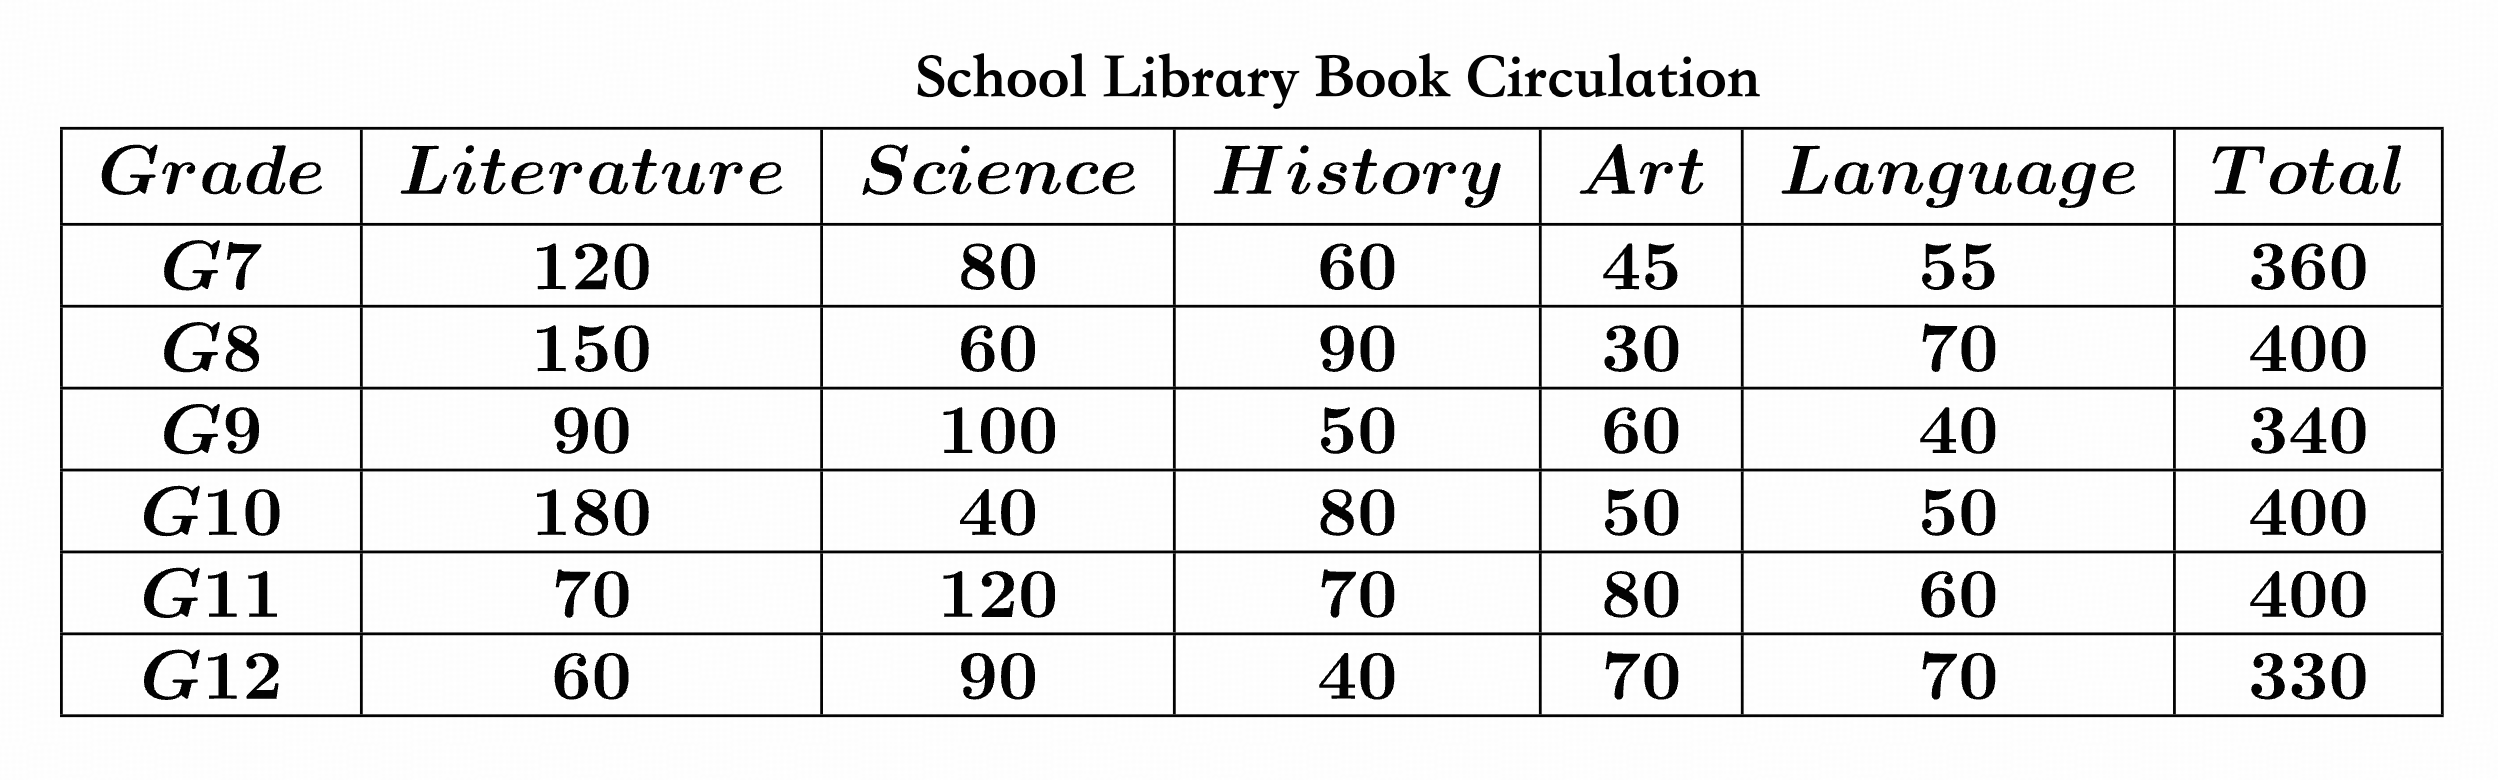 School Library Book Circulation
Grade Literature Science History Art Language Total
G7 120 80 60 45 55 360
G8 150 60 90 30 70 400
G9 90 100 50 60 40 340
G10 180 40 80 50 50 400
G11 70 120 70 80 60 400
G12 60 90 40 70 70 330